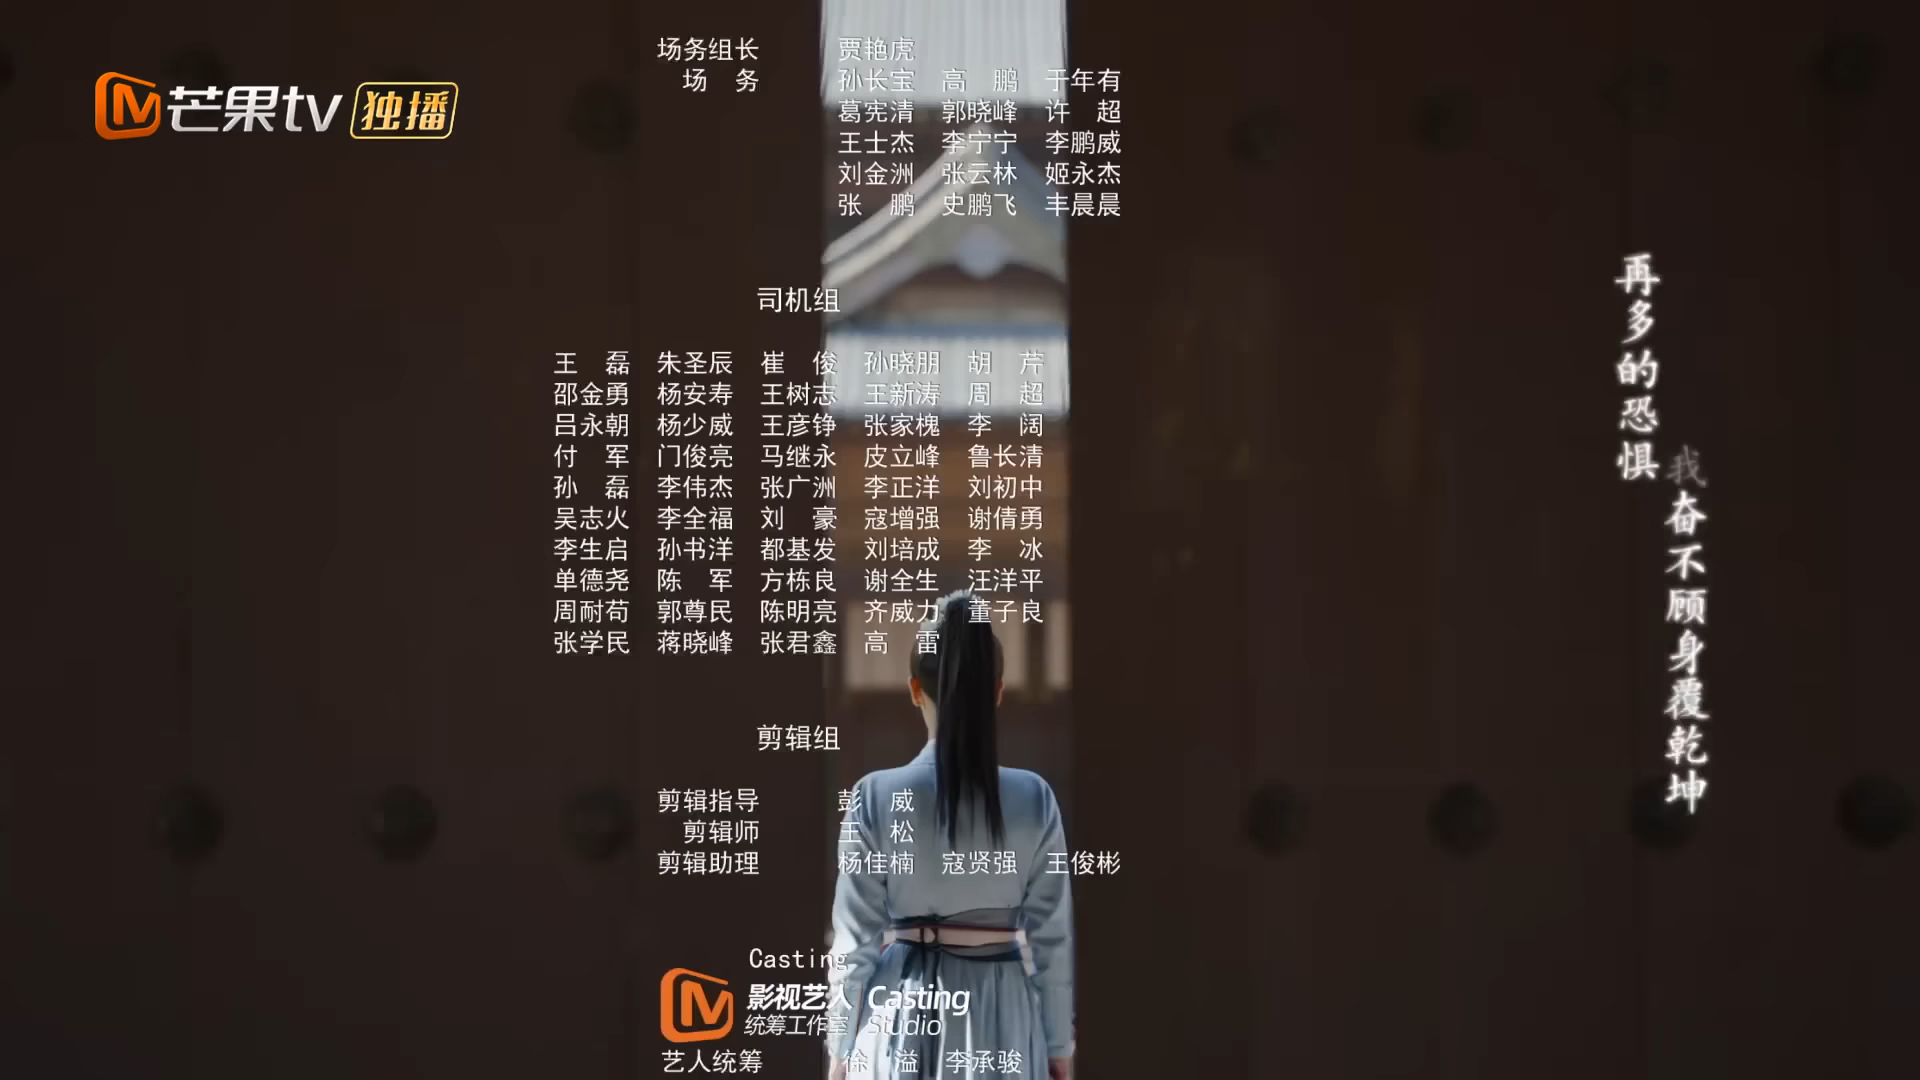 芒果tv 独播
场务组长 贾艳虎
场 务 孙长宝 高 鹏 于年有
葛宪清 郭晓峰 许 超
王士杰 李宁宁 李鹏威
刘金洲 张云林 姬永杰
张 鹏 史鹏飞 丰晨晨
司机组
王 磊 朱圣辰 崔 俊 孙晓朋 胡 芹
邵金勇 杨安寿 王树志 王新涛 周 超
吕永朝 杨少威 王彦铮 张家槐 李 阔
付 军 门俊亮 马继永 皮立峰 鲁长清
孙 磊 李伟杰 张广洲 李正洋 刘初中
吴志火 李全福 刘 豪 寇增强 谢倩勇
李生启 孙书洋 都基发 刘培成 李 冰
单德尧 陈 军 方栋良 谢全生 汪洋平
周耐苟 郭尊民 陈明亮 齐威力 董子良
张学民 蒋晓峰 张君鑫 高 雷
剪辑组
剪辑指导 彭 威
剪辑师 王 松
剪辑助理 杨佳楠 寇贤强 王俊彬
Casting
影视艺人 Casting
统筹工作室 Studio
艺人统筹 徐 溢 李承骏
再多的恐惧
我奋不顾身覆乾坤